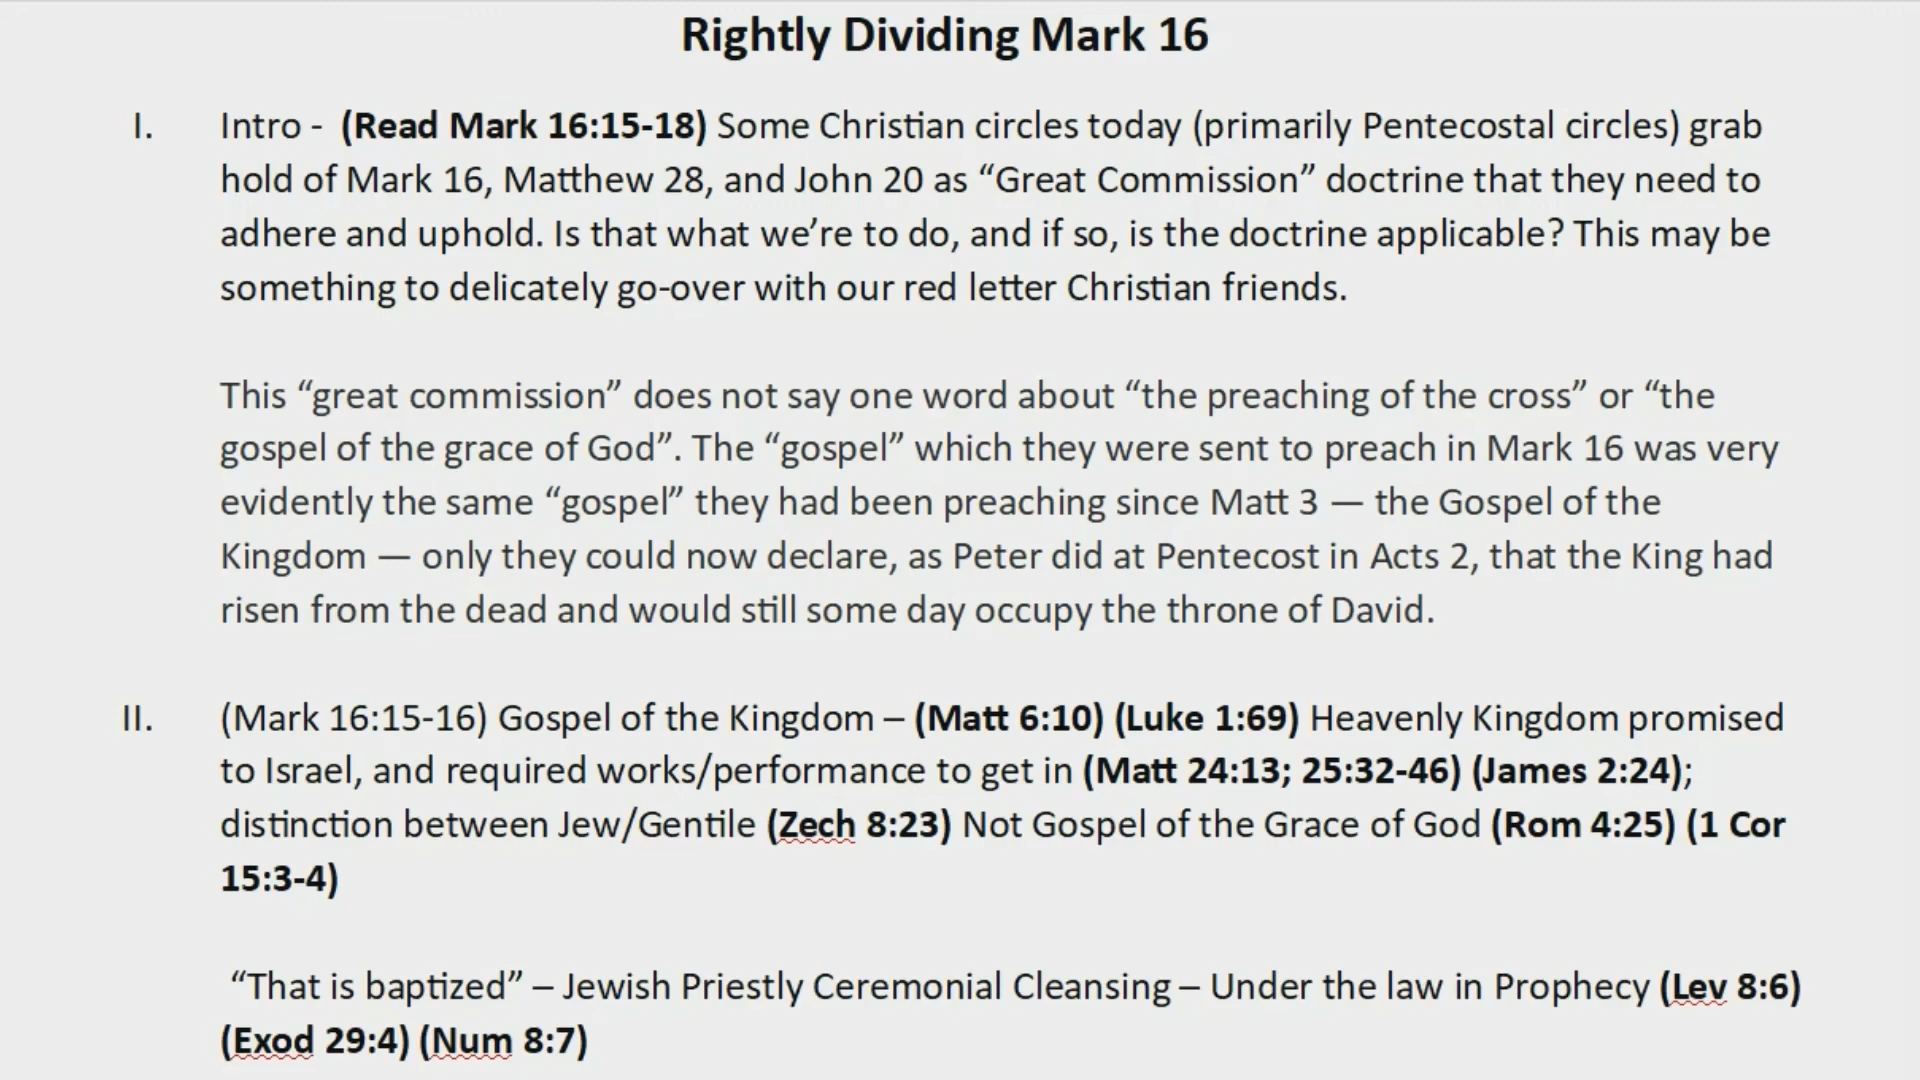 Rightly Dividing Mark 16
I. Intro - (Read Mark 16:15-18) Some Christian circles today (primarily Pentecostal circles) grab
hold of Mark 16, Matthew 28, and John 20 as “Great Commission” doctrine that they need to
adhere and uphold. Is that what we’re to do, and if so, is the doctrine applicable? This may be
something to delicately go-over with our red letter Christian friends.
This “great commission” does not say one word about “the preaching of the cross” or “the
gospel of the grace of God”. The “gospel” which they were sent to preach in Mark 16 was very
evidently the same “gospel” they had been preaching since Matt 3 — the Gospel of the
Kingdom — only they could now declare, as Peter did at Pentecost in Acts 2, that the King had
risen from the dead and would still some day occupy the throne of David.
II. (Mark 16:15-16) Gospel of the Kingdom – (Matt 6:10) (Luke 1:69) Heavenly Kingdom promised
to Israel, and required works/performance to get in (Matt 24:13; 25:32-46) (James 2:24);
distinction between Jew/Gentile (Zech 8:23) Not Gospel of the Grace of God (Rom 4:25) (1 Cor
15:3-4)
“That is baptized” – Jewish Priestly Ceremonial Cleansing – Under the law in Prophecy (Lev 8:6)
(Exod 29:4) (Num 8:7)